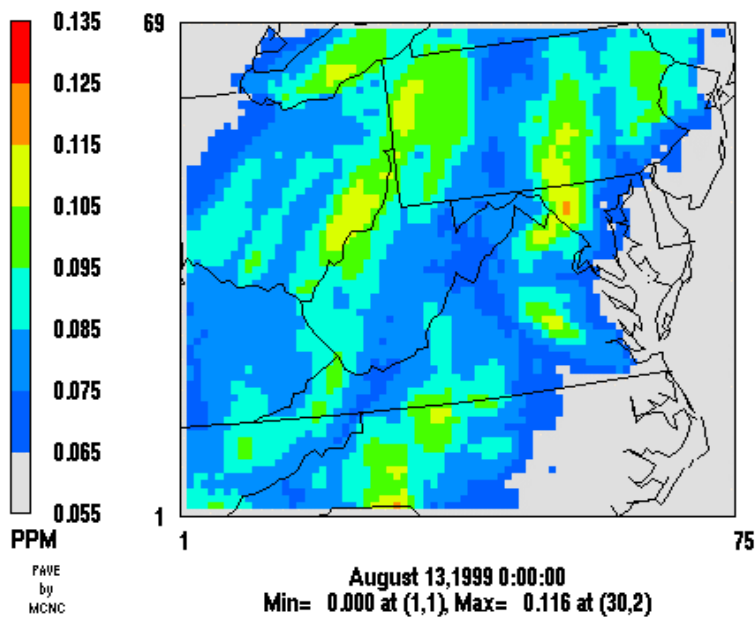 0.135
0.125
0.115
0.105
0.095
0.085
0.075
0.065
0.055
PPM
PAVE
by
MCNC
69
1
1
75
August 13,1999 0:00:00
Min= 0.000 at (1,1), Max= 0.116 at (30,2)